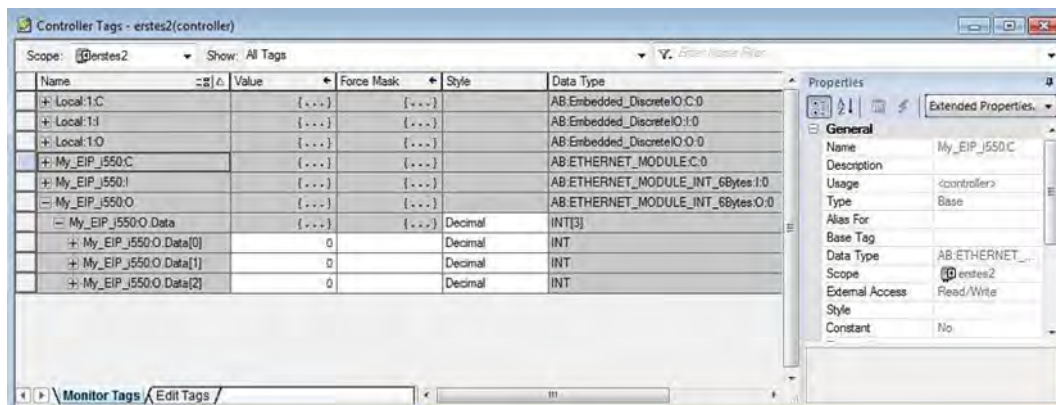 Controller Tags - erstes2(controller)
Scope: erstes2 Show: All Tags Enter Name Filter
Name Value Force Mask Style Data Type
Local:1:C {...} {...} AB:Embedded_DiscreteIO:C:0
Local:1:I {...} {...} AB:Embedded_DiscreteIO:I:0
Local:1:O {...} {...} AB:Embedded_DiscreteIO:O:0
My_EIP_i550:C {...} {...} AB:ETHERNET_MODULE:C:0
My_EIP_i550:I {...} {...} AB:ETHERNET_MODULE_INT_6Bytes:I:0
My_EIP_i550:O {...} {...} AB:ETHERNET_MODULE_INT_6Bytes:O:0
My_EIP_i550:O.Data {...} {...} Decimal INT[3]
My_EIP_i550:O.Data[0] 0 Decimal INT
My_EIP_i550:O.Data[1] 0 Decimal INT
My_EIP_i550:O.Data[2] 0 Decimal INT
Monitor Tags Edit Tags
Properties
Extended Properties.
General
Name My_EIP_i550:C
Description
Usage <controller>
Type Base
Alias For
Base Tag
Data Type AB:ETHERNET_...
Scope erstes2
External Access Read/Write
Style
Constant No